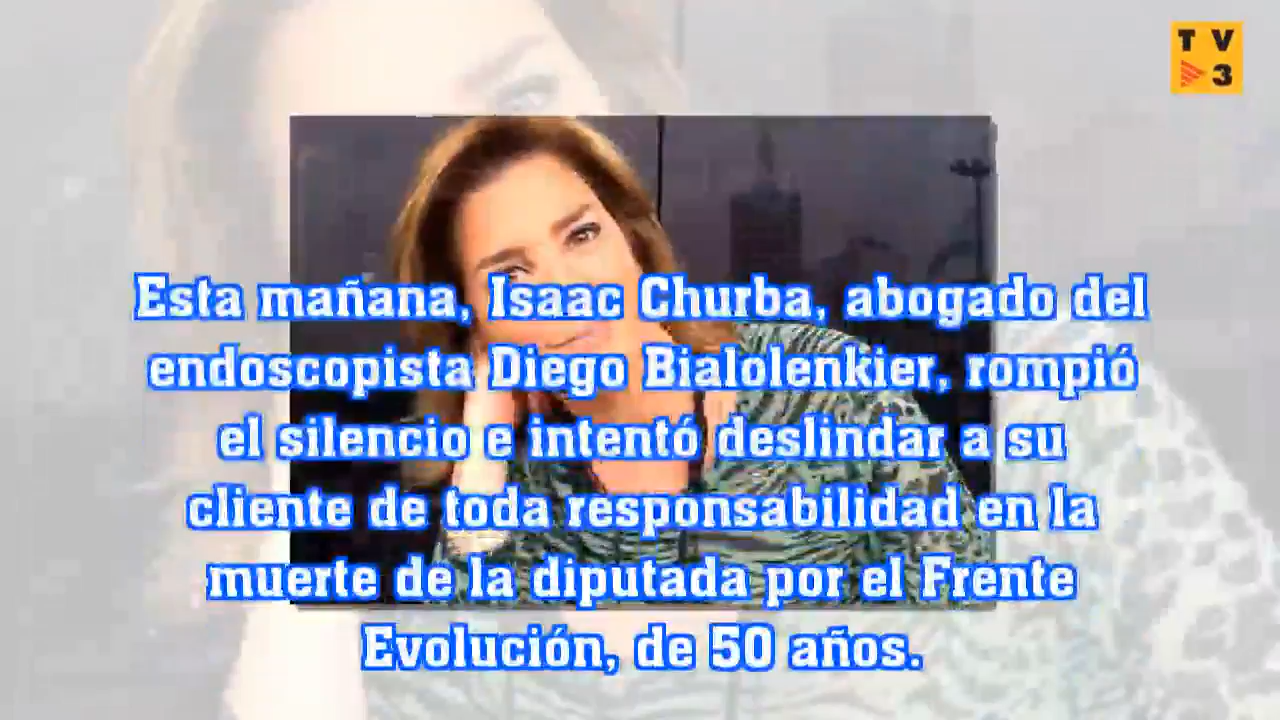 TV
3
Esta mañana, Isaac Churba, abogado del
endoscopista Diego Bialolenkier, rompió
el silencio e intentó deslindar a su
cliente de toda responsabilidad en la
muerte de la diputada por el Frente
Evolución, de 50 años.